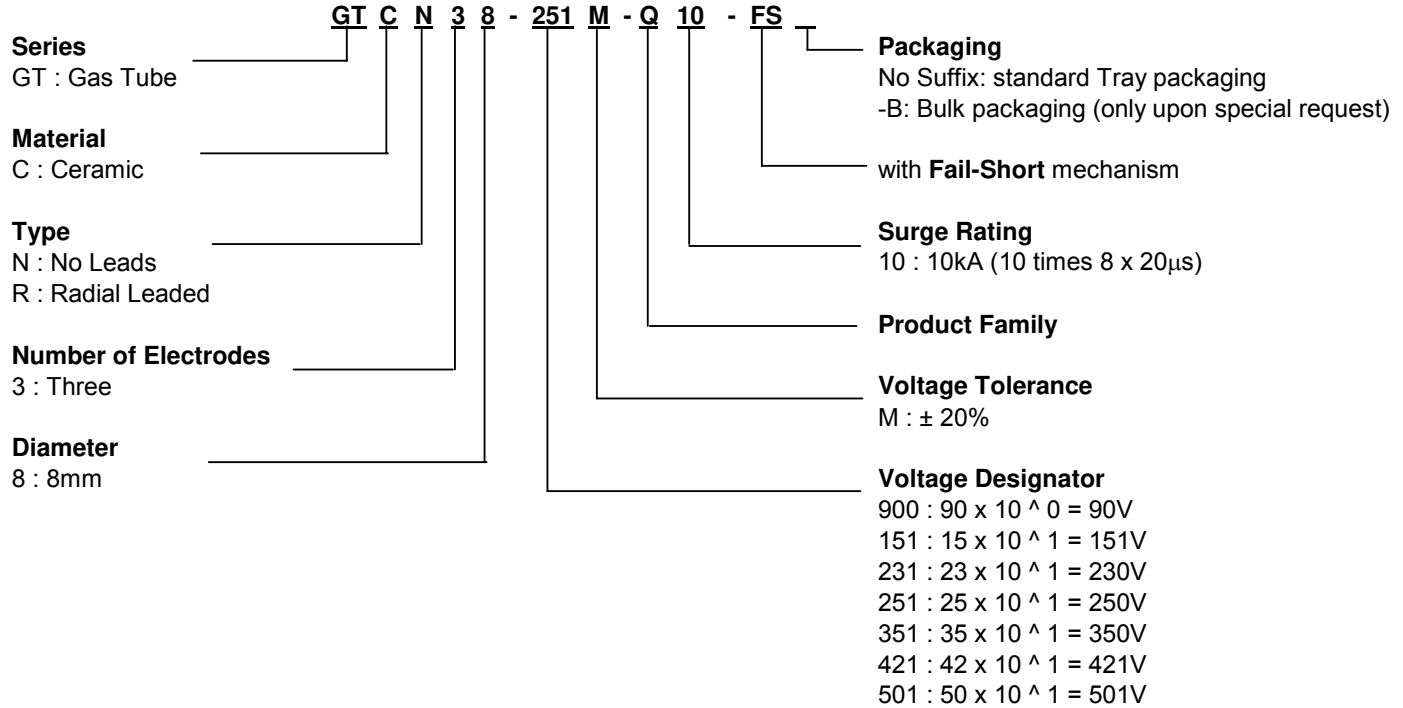 GT C N 3 8 - 251 M - Q 10 - FS _
Series
GT : Gas Tube
Material
C : Ceramic
Type
N : No Leads
R : Radial Leaded
Number of Electrodes
3 : Three
Diameter
8 : 8mm
Packaging
No Suffix: standard Tray packaging
-B: Bulk packaging (only upon special request)
with Fail-Short mechanism
Surge Rating
10 : 10kA (10 times 8 x 20μs)
Product Family
Voltage Tolerance
M : ± 20%
Voltage Designator
900 : 90 x 10 ^ 0 = 90V
151 : 15 x 10 ^ 1 = 151V
231 : 23 x 10 ^ 1 = 230V
251 : 25 x 10 ^ 1 = 250V
351 : 35 x 10 ^ 1 = 350V
421 : 42 x 10 ^ 1 = 421V
501 : 50 x 10 ^ 1 = 501V